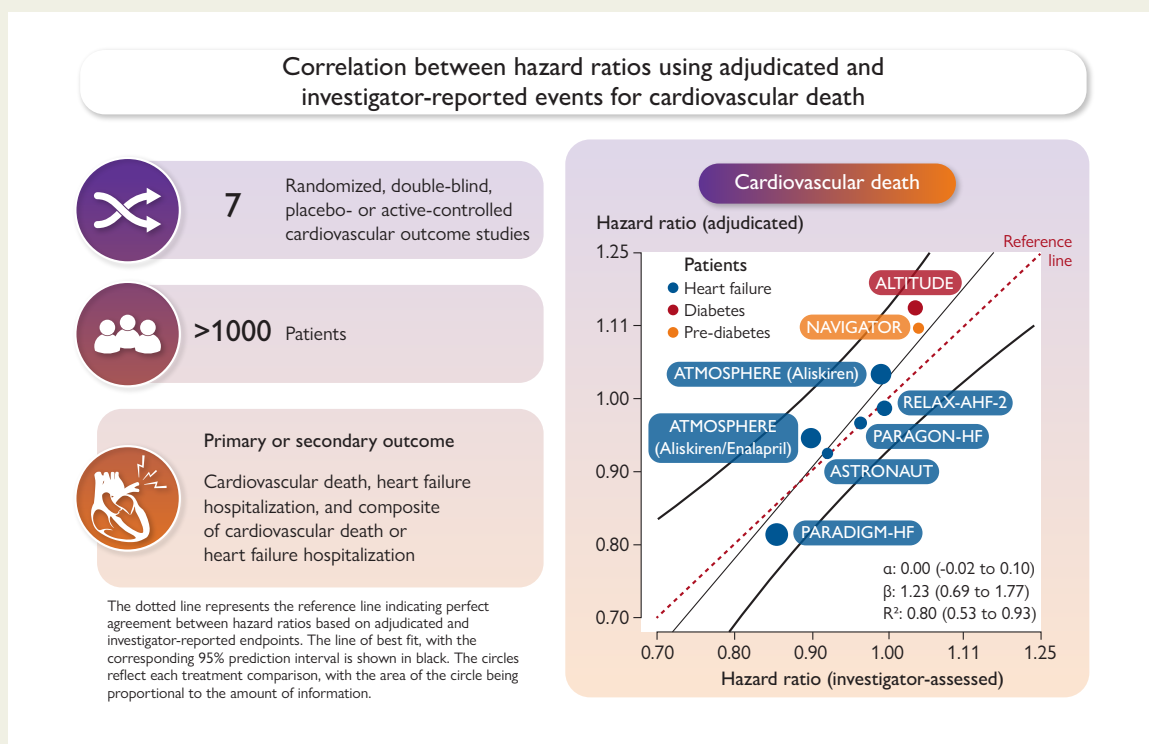 Correlation between hazard ratios using adjudicated and
investigator-reported events for cardiovascular death
7
Randomized, double-blind,
placebo- or active-controlled
cardiovascular outcome studies
>1000 Patients
Primary or secondary outcome
Cardiovascular death, heart failure
hospitalization, and composite
of cardiovascular death or
heart failure hospitalization
The dotted line represents the reference line indicating perfect
agreement between hazard ratios based on adjudicated and
investigator-reported endpoints. The line of best fit, with the
corresponding 95% prediction interval is shown in black. The circles
reflect each treatment comparison, with the area of the circle being
proportional to the amount of information.
Cardiovascular death
Hazard ratio (adjudicated)
Reference
line
1.25
1.11
1.00
0.90
0.80
0.70
Patients
Heart failure
Diabetes
Pre-diabetes
ALTITUDE
NAVIGATOR
ATMOSPHERE (Aliskiren)
RELAX-AHF-2
ATMOSPHERE
(Aliskiren/Enalapril)
PARAGON-HF
ASTRONAUT
PARADIGM-HF
α: 0.00 (-0.02 to 0.10)
β: 1.23 (0.69 to 1.77)
R²: 0.80 (0.53 to 0.93)
0.70 0.80 0.90 1.00 1.11 1.25
Hazard ratio (investigator-assessed)